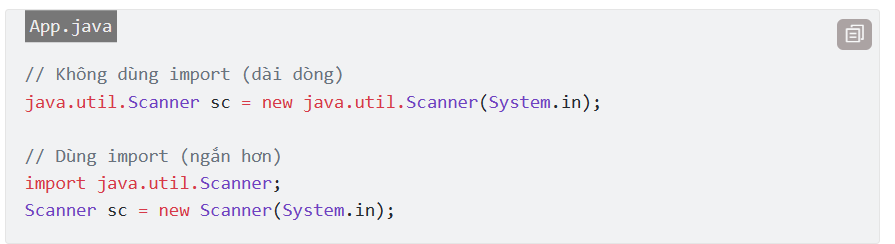 App.java
// Không dùng import (dài dòng)
java.util.Scanner sc = new java.util.Scanner(System.in);
// Dùng import (ngắn hơn)
import java.util.Scanner;
Scanner sc = new Scanner(System.in);